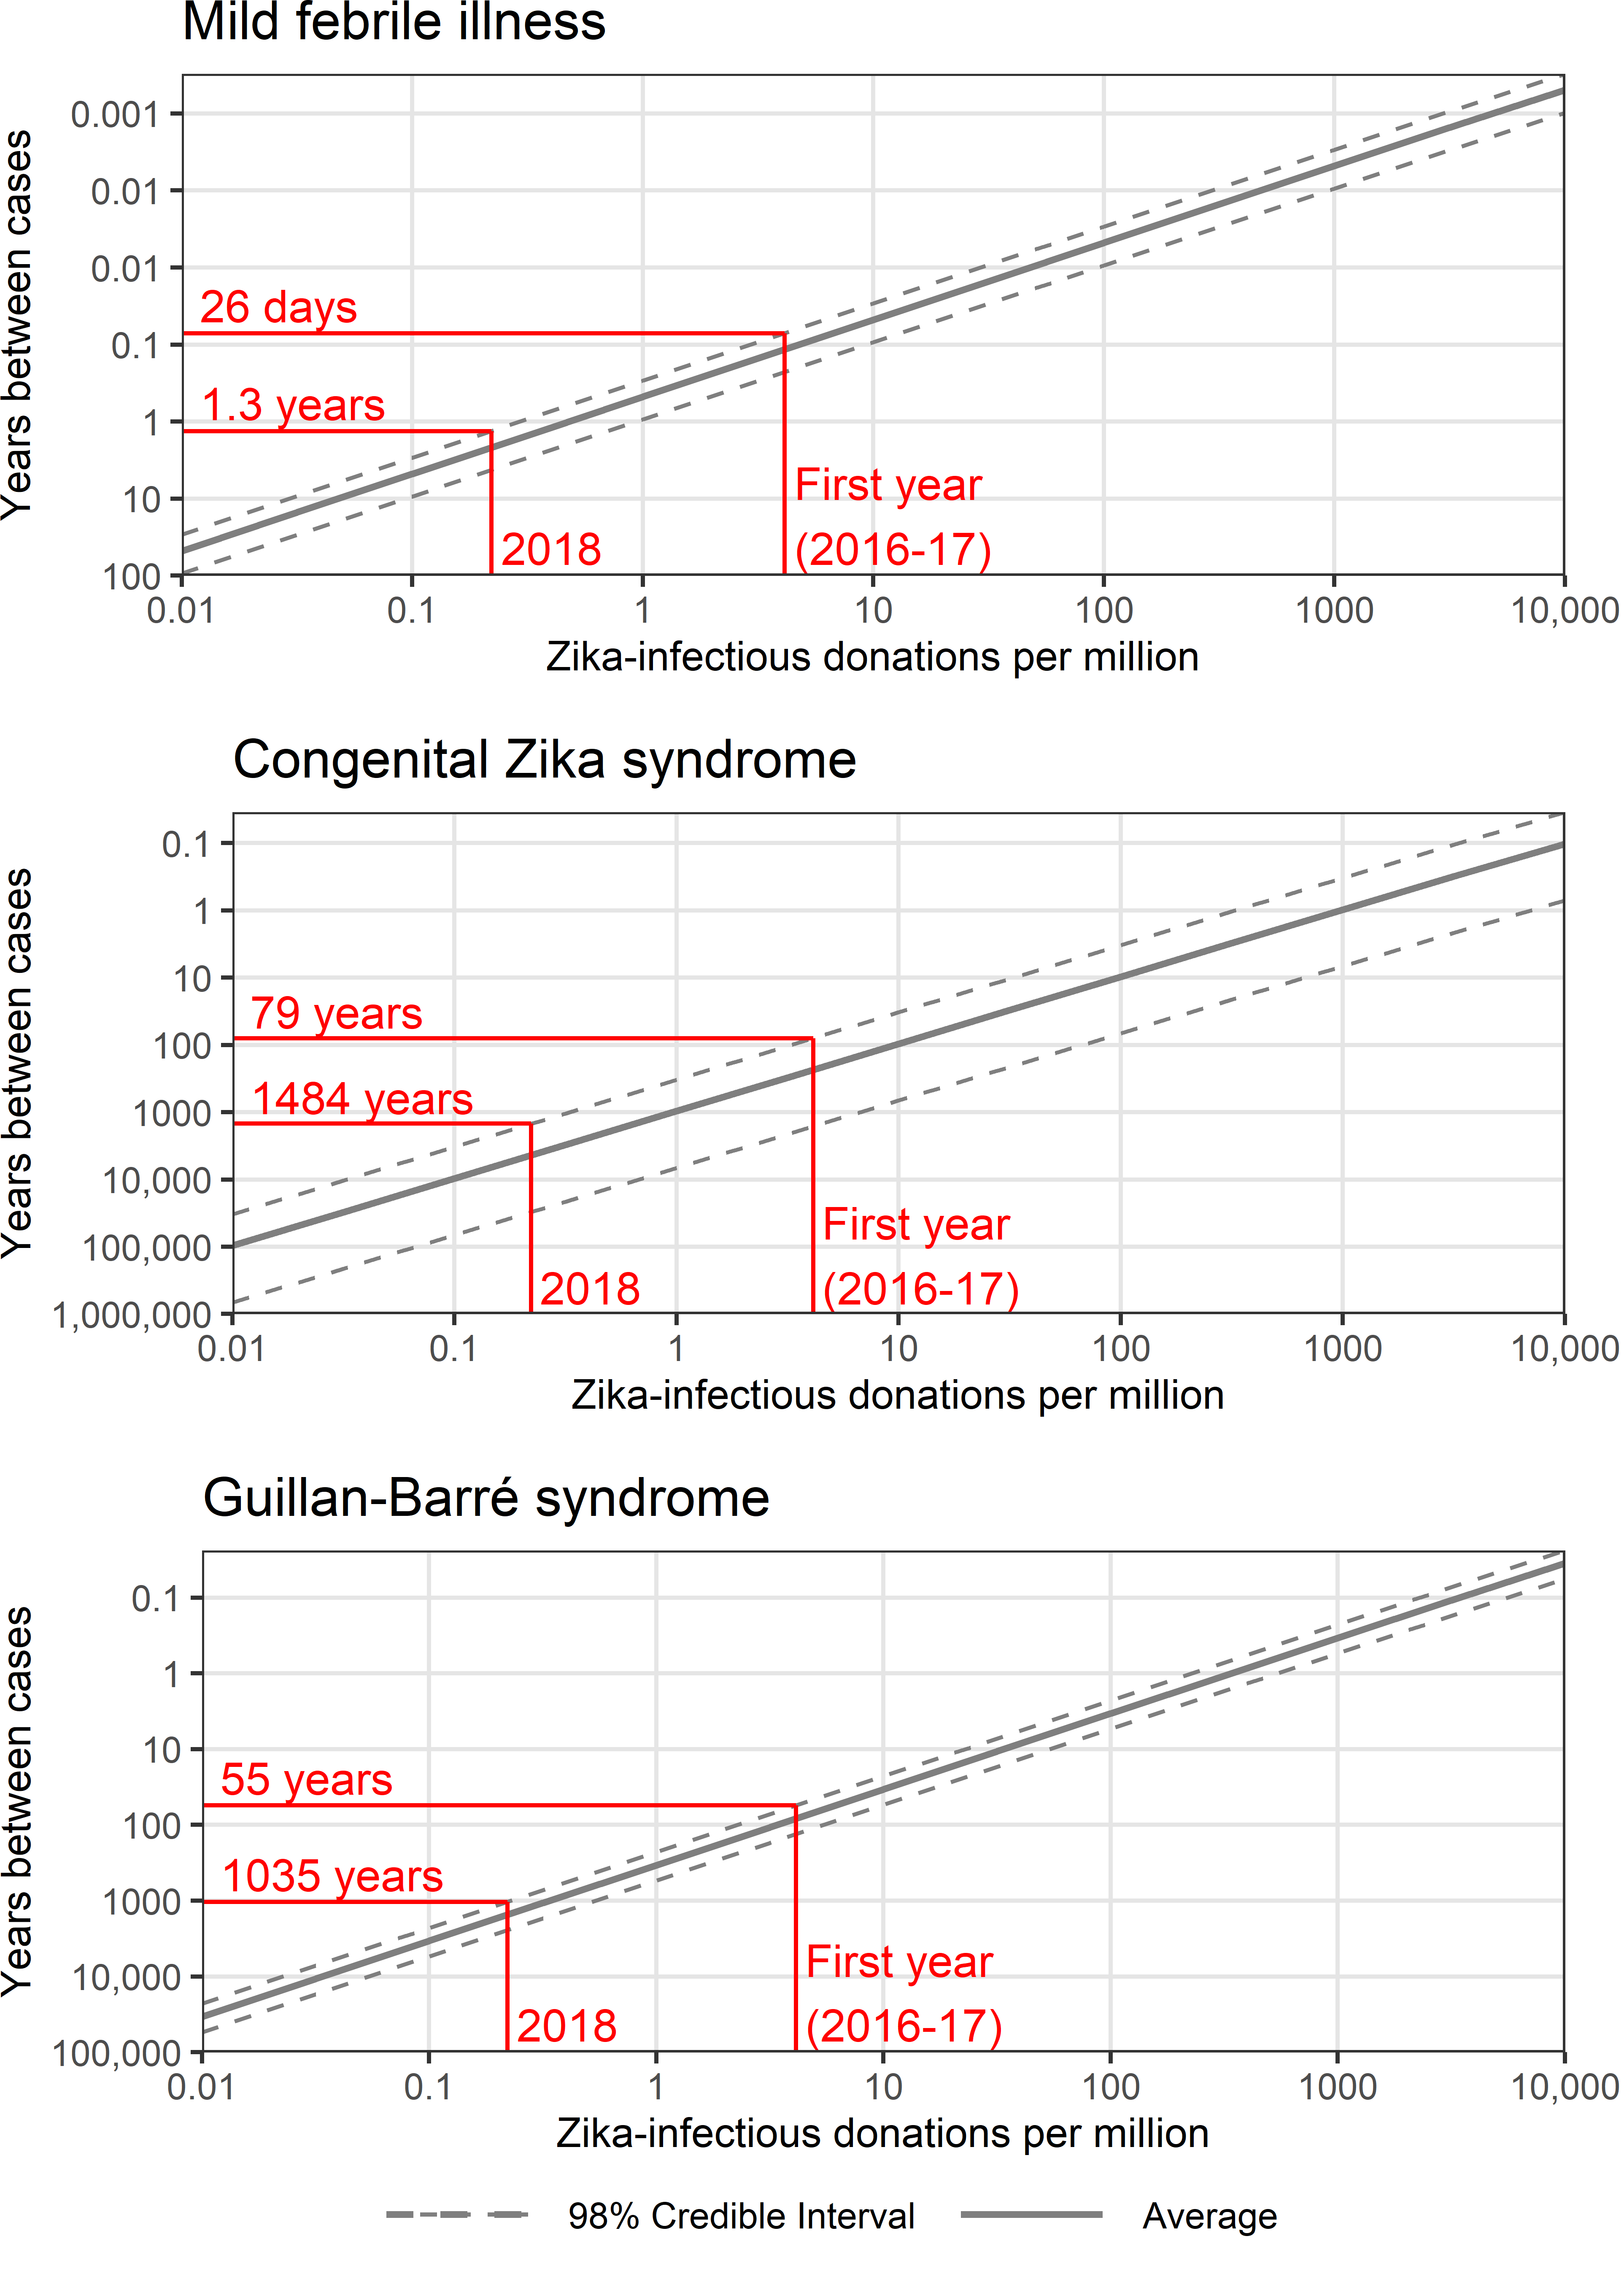 Mild febrile illness
Years between cases
0.001
0.01
0.01
0.1
1
10
100
26 days
1.3 years
2018
First year
(2016-17)
0.01 0.1 1 10 100 1000 10,000
Zika-infectious donations per million
Congenital Zika syndrome
Years between cases
0.1
1
10
100
1000
10,000
100,000
1,000,000
79 years
1484 years
2018
First year
(2016-17)
0.01 0.1 1 10 100 1000 10,000
Zika-infectious donations per million
Guillan-Barré syndrome
Years between cases
0.1
1
10
100
1000
10,000
100,000
55 years
1035 years
2018
First year
(2016-17)
0.01 0.1 1 10 100 1000 10,000
Zika-infectious donations per million
98% Credible Interval Average